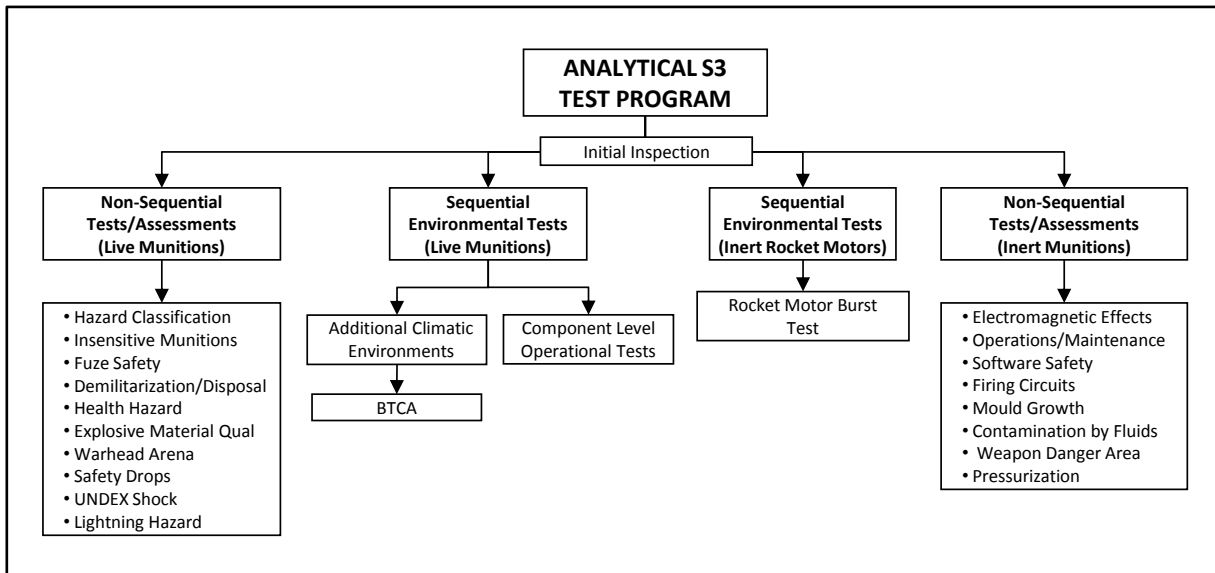 ANALYTICAL S3
TEST PROGRAM
Initial Inspection
Non-Sequential
Tests/Assessments
(Live Munitions)
• Hazard Classification
• Insensitive Munitions
• Fuze Safety
• Demilitarization/Disposal
• Health Hazard
• Explosive Material Qual
• Warhead Arena
• Safety Drops
• UNDEX Shock
• Lightning Hazard
Sequential
Environmental Tests
(Live Munitions)
Additional Climatic
Environments
BTCA
Component Level
Operational Tests
Sequential
Environmental Tests
(Inert Rocket Motors)
Rocket Motor Burst
Test
Non-Sequential
Tests/Assessments
(Inert Munitions)
• Electromagnetic Effects
• Operations/Maintenance
• Software Safety
• Firing Circuits
• Mould Growth
• Contamination by Fluids
• Weapon Danger Area
• Pressurization